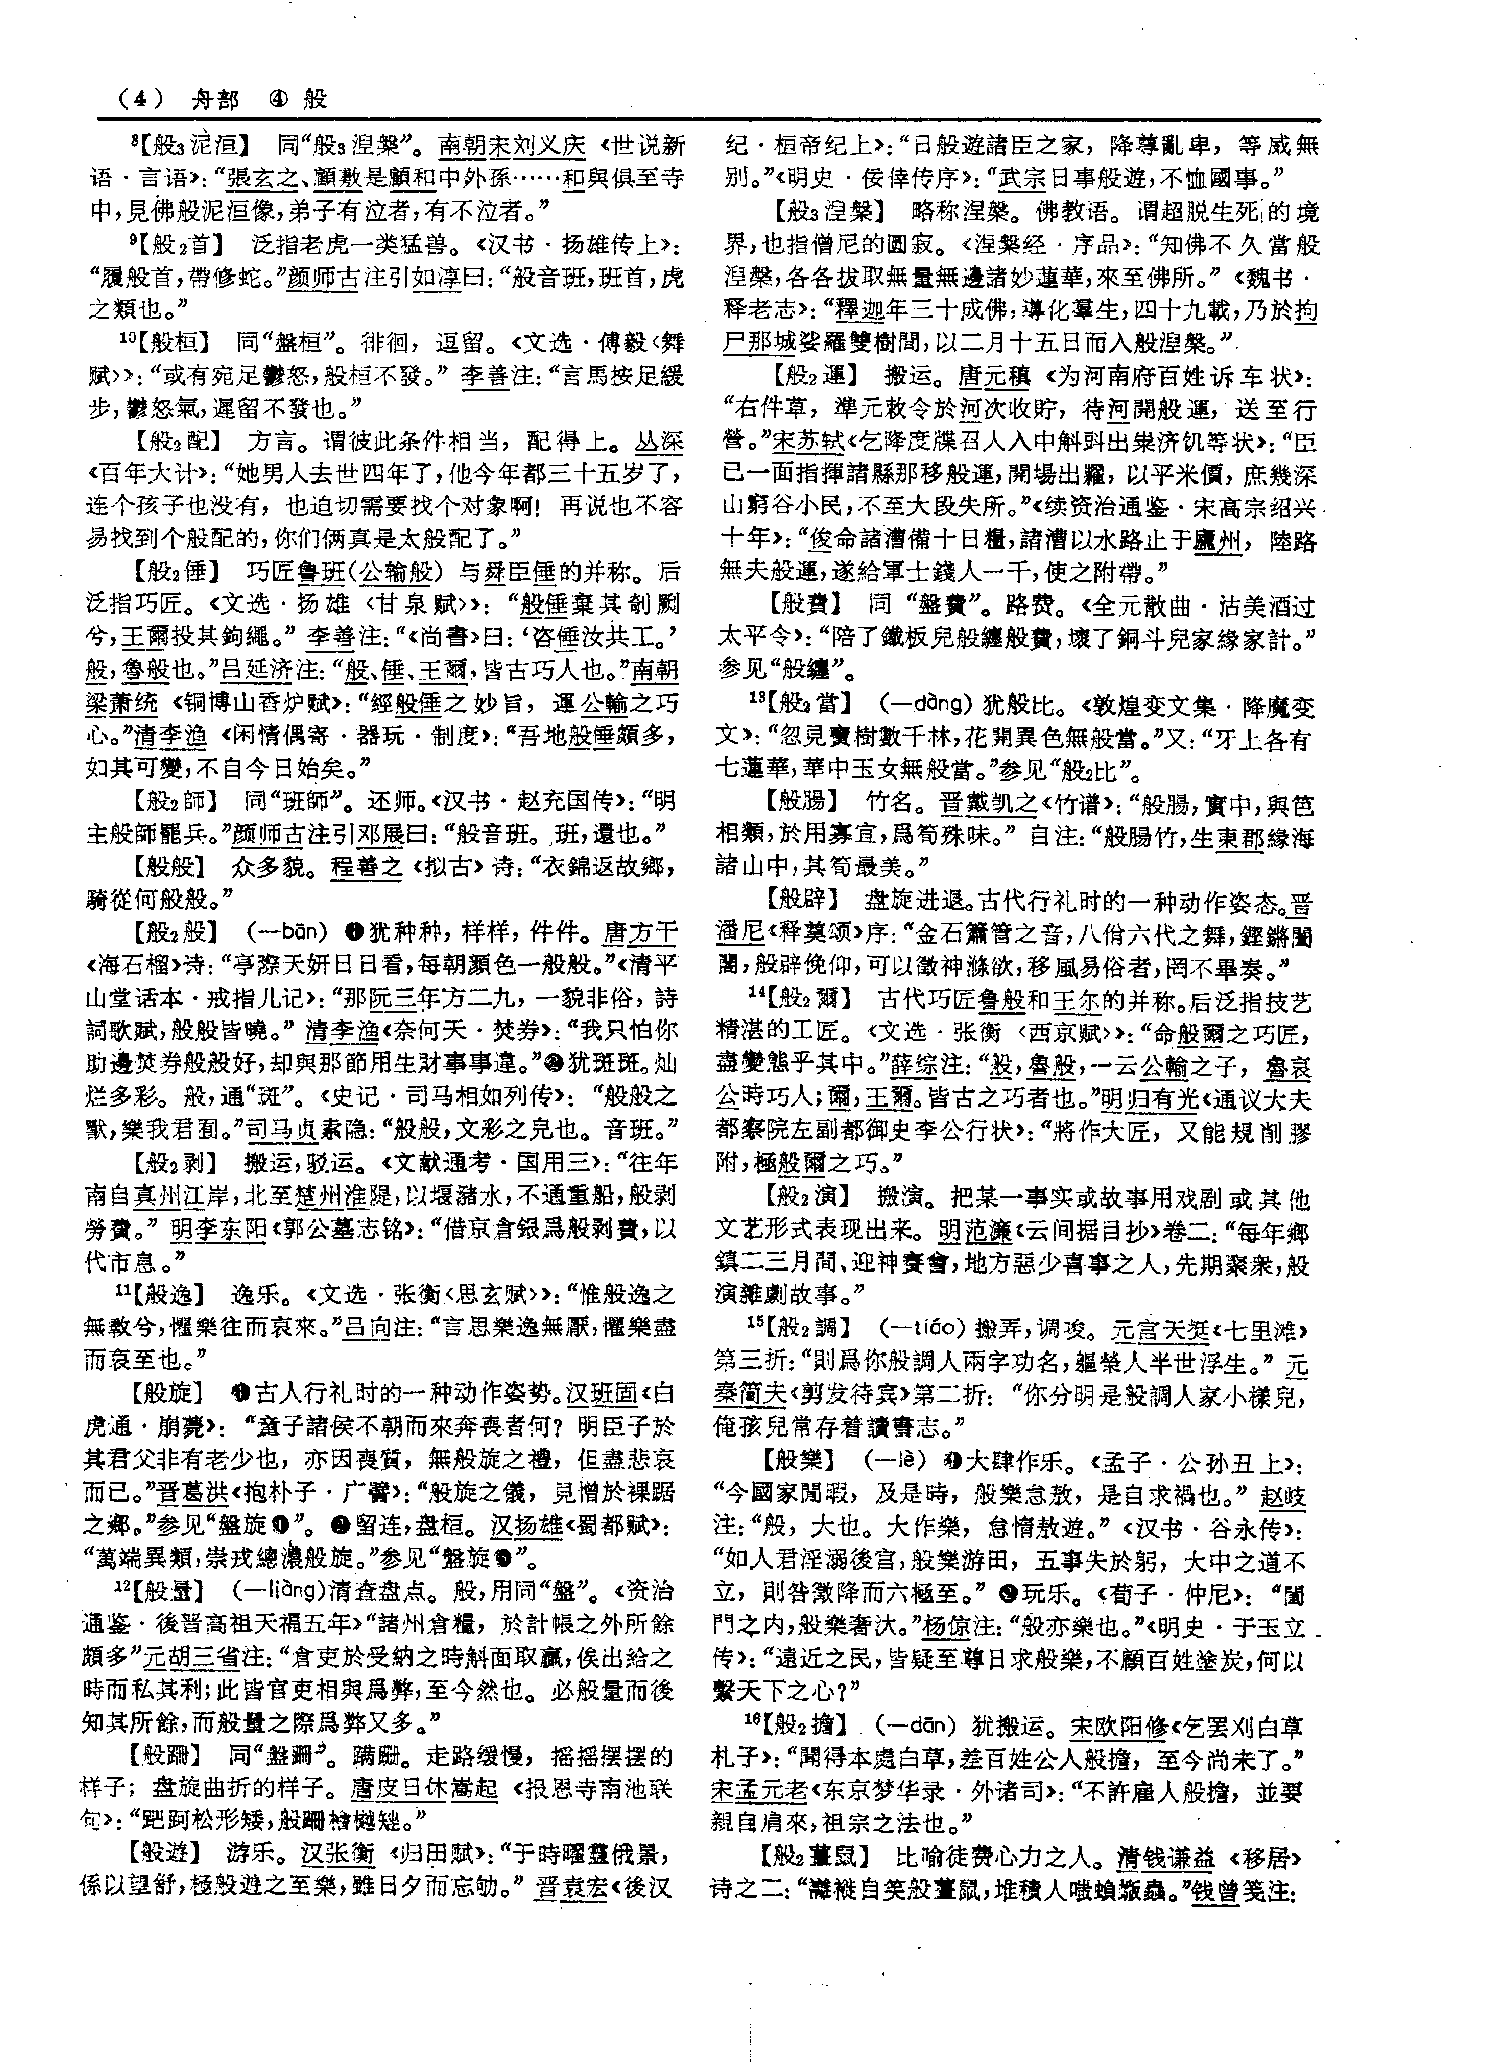 （4） 舟部 ④ 般
⁸【般₃泥洹】 同“般₃涅槃”。南朝宋刘义庆《世说新
语·言语》：“張玄之、顧敷是顧和中外孫……和與俱至寺
中，見佛般泥洹像，弟子有泣者，有不泣者。”
⁹【般₂首】 泛指老虎一类猛兽。《汉书·扬雄传上》：
“履般首，帶修蛇。”颜师古注引如淳曰：“般音班，班首，虎
之類也。”
¹⁰【般桓】 同“盤桓”。徘徊，逗留。《文选·傅毅〈舞
赋〉》：“或有宛足鬱怒，般桓不發。”李善注：“言馬按足緩
步，鬱怒氣，遲留不發也。”
【般₂配】 方言。谓彼此条件相当，配得上。丛深
《百年大计》：“她男人去世四年了，他今年都三十五岁了，
连个孩子也没有，也迫切需要找个对象啊！再说也不容
易找到个般配的，你们俩真是太般配了。”
【般₂倕】 巧匠鲁班（公输般）与舜臣倕的并称。后
泛指巧匠。《文选·扬雄〈甘泉赋〉》：“般倕棄其剞劂
兮，王爾投其鉤繩。”李善注：“《尚書》曰：‘咨倕汝共工。’
般，魯般也。”吕延济注：“般、倕、王爾，皆古巧人也。”南朝
梁萧统《铜博山香炉赋》：“經般倕之妙旨，運公輸之巧
心。”清李渔《闲情偶寄·器玩·制度》：“吾地般倕頗多，
如其可變，不自今日始矣。”
【般₂師】 同“班師”。还师。《汉书·赵充国传》：“明
主般師罷兵。”颜师古注引邓展曰：“般音班。班，還也。”
【般般】 众多貌。程善之《拟古》诗：“衣錦返故鄉，
騎從何般般。”
【般₂般】 （—bān）❶犹种种，样样，件件。唐方干
《海石榴》诗：“亭際夭妍日日看，每朝顏色一般般。”《清平
山堂话本·戒指儿记》：“那阮三年方二九，一貌非俗，詩
詞歌賦，般般皆曉。”清李渔《奈何天·焚券》：“我只怕你
助邊焚券般般好，却與那節用生財事事違。”❷犹斑斑。灿
烂多彩。般，通“斑”。《史记·司马相如列传》：“般般之
獸，樂我君囿。”司马贞索隐：“般般，文彩之皃也。音班。”
【般₂剥】 搬运，驳运。《文献通考·国用三》：“往年
南自真州江岸，北至楚州淮隄，以堰瀦水，不通重船，般剥
勞費。”明李东阳《郭公墓志铭》：“借京倉銀爲般剥費，以
代市息。”
¹¹【般逸】 逸乐。《文选·张衡〈思玄赋〉》：“惟般逸之
無斁兮，懼樂往而哀來。”吕向注：“言思樂逸無厭，懼樂盡
而哀至也。”
【般旋】 ❶古人行礼时的一种动作姿势。汉班固《白
虎通·崩薨》：“童子諸侯不朝而來奔喪者何？明臣子於
其君父非有老少也，亦因喪質，無般旋之禮，但盡悲哀
而已。”晋葛洪《抱朴子·广譬》：“般旋之儀，見憎於裸踞
之鄉。”参见“盤旋❶”。❷留连，盘桓。汉扬雄《蜀都赋》：
“萬端異類，崇戎總濃般旋。”参见“盤旋❸”。
¹²【般量】 （—liàng）清查盘点。般，用同“盤”。《资治
通鉴·後晋高祖天福五年》“諸州倉糧，於計帳之外所餘
頗多”元胡三省注：“倉吏於受納之時斛面取贏，俟出給之
時而私其利；此皆官吏相與爲弊，至今然也。必般量而後
知其所餘，而般量之際爲弊又多。”
【般跚】 同“盤跚”。蹒跚。走路缓慢，摇摇摆摆的
样子；盘旋曲折的样子。唐皮日休嵩起《报恩寺南池联
句》：“跁跒松形矮，般跚檜樾矬。”
【般遊】 游乐。汉张衡《归田赋》：“于時曜靈俄景，
係以望舒，極般遊之至樂，雖日夕而忘劬。”晋袁宏《後汉
纪·桓帝纪上》：“日般遊諸臣之家，降尊亂卑，等威無
别。”《明史·佞倖传序》：“武宗日事般遊，不恤國事。”
【般₃涅槃】 略称涅槃。佛教语。谓超脱生死的境
界，也指僧尼的圆寂。《涅槃经·序品》：“知佛不久當般
涅槃，各各拔取無量無邊諸妙蓮華，來至佛所。”《魏书·
释老志》：“釋迦年三十成佛，導化羣生，四十九載，乃於拘
尸那城娑羅雙樹間，以二月十五日而入般涅槃。”
【般₂運】 搬运。唐元稹《为河南府百姓诉车状》：
“右件草，準元敕令於河次收貯，待河開般運，送至行
營。”宋苏轼《乞降度牒召人入中斛㪷出粜济饥等状》：“臣
已一面指揮諸縣那移般運，開場出糶，以平米價，庶幾深
山窮谷小民，不至大段失所。”《续资治通鉴·宋高宗绍兴
十年》：“俊命諸漕備十日糧，諸漕以水路止于廬州，陸路
無夫般運，遂給軍士錢人一千，使之附帶。”
【般費】 同“盤費”。路费。《全元散曲·沽美酒过
太平令》：“陪了鐵板兒般纏般費，壞了銅斗兒家緣家計。”
参见“般纏”。
¹³【般₂當】 （—dàng）犹般比。《敦煌变文集·降魔变
文》：“忽見寶樹數千林，花開異色無般當。”又：“牙上各有
七蓮華，華中玉女無般當。”参见“般₂比”。
【般腸】 竹名。晋戴凯之《竹谱》：“般腸，實中，與笆
相類，於用寡宜，爲筍殊味。”自注：“般腸竹，生東郡緣海
諸山中，其筍最美。”
【般辟】 盘旋进退。古代行礼时的一种动作姿态。晋
潘尼《释奠颂》序：“金石簫管之音，八佾六代之舞，鏗鏘闛
閤，般辟俛仰，可以徵神滌欲，移風易俗者，罔不畢奏。”
¹⁴【般₂爾】 古代巧匠鲁般和王尔的并称。后泛指技艺
精湛的工匠。《文选·张衡〈西京赋〉》：“命般爾之巧匠，
盡變態乎其中。”薛综注：“般，魯般，一云公輸之子，魯哀
公時巧人；爾，王爾。皆古之巧者也。”明归有光《通议大夫
都察院左副都御史李公行状》：“將作大匠，又能規削膠
附，極般爾之巧。”
【般₂演】 搬演。把某一事实或故事用戏剧或其他
文艺形式表现出来。明范濂《云间据目抄》卷二：“每年鄉
鎮二三月間、迎神賽會，地方惡少喜事之人，先期聚衆，般
演雜劇故事。”
¹⁵【般₂調】 （—tiáo）搬弄，调唆。元宫天挺《七里滩》
第三折：“則爲你般調人兩字功名，驅榮人半世浮生。”元
秦简夫《剪发待宾》第二折：“你分明是般調人家小樣兒，
俺孩兒常存着讀書志。”
【般樂】 （—lè）❶大肆作乐。《孟子·公孙丑上》：
“今國家閒暇，及是時，般樂怠敖，是自求禍也。”赵岐
注：“般，大也。大作樂，怠惰敖遊。”《汉书·谷永传》：
“如人君淫溺後宫，般樂游田，五事失於躬，大中之道不
立，則咎徵降而六極至。”❷玩乐。《荀子·仲尼》：“閨
門之内，般樂奢汏。”杨倞注：“般亦樂也。”《明史·于玉立
传》：“遠近之民，皆疑至尊日求般樂，不顧百姓塗炭，何以
繫天下之心？”
¹⁶【般₂擔】 （—dān）犹搬运。宋欧阳修《乞罢刈白草
札子》：“聞得本處白草，差百姓公人般擔，至今尚未了。”
宋孟元老《东京梦华录·外诸司》：“不許雇人般擔，並要
親自肩來，祖宗之法也。”
【般₂薑鼠】 比喻徒费心力之人。清钱谦益《移居》
诗之二：“䙰襹自笑般薑鼠，堆積人嗤蝜蝂蟲。”钱曾笺注：